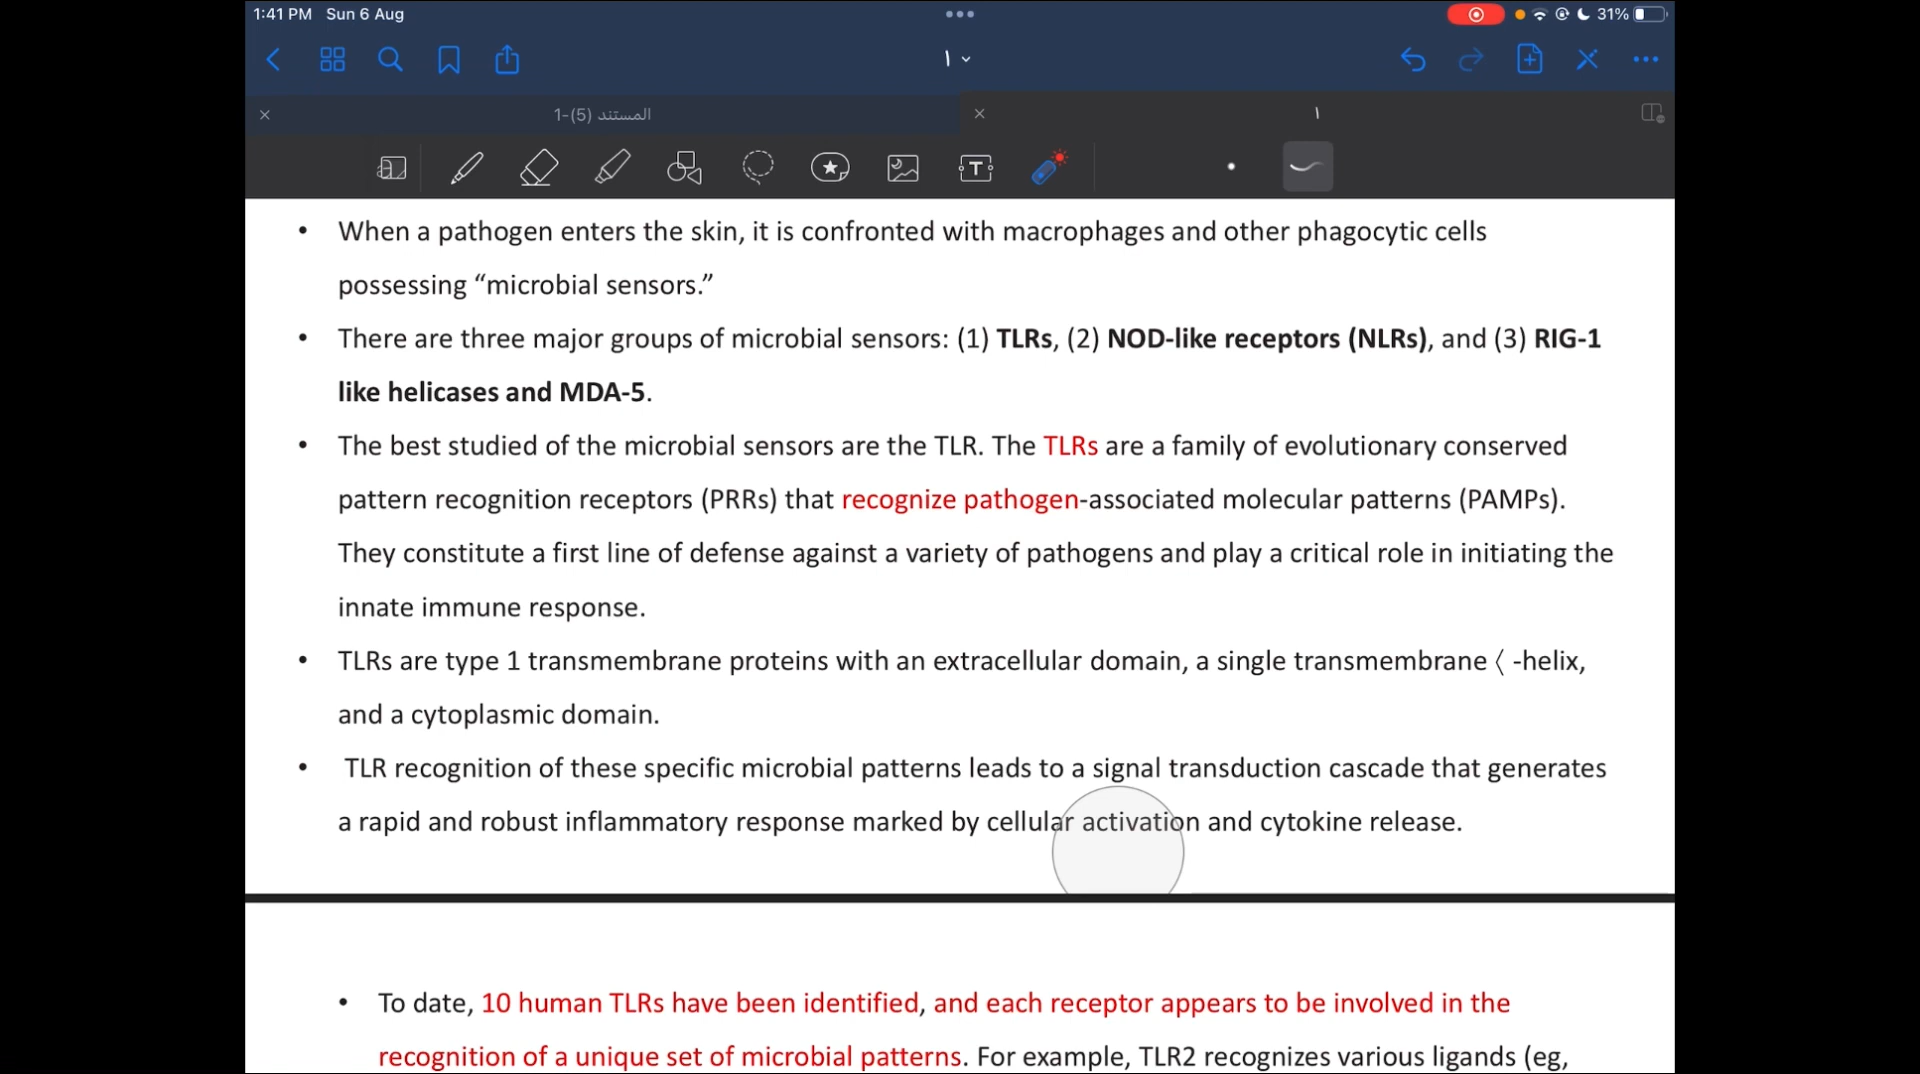 1:41 PM Sun 6 Aug
31%
١
المستند (5)-1
١
T
• When a pathogen enters the skin, it is confronted with macrophages and other phagocytic cells
possessing “microbial sensors.”
• There are three major groups of microbial sensors: (1) TLRs, (2) NOD-like receptors (NLRs), and (3) RIG-1
like helicases and MDA-5.
• The best studied of the microbial sensors are the TLR. The TLRs are a family of evolutionary conserved
pattern recognition receptors (PRRs) that recognize pathogen-associated molecular patterns (PAMPs).
They constitute a first line of defense against a variety of pathogens and play a critical role in initiating the
innate immune response.
• TLRs are type 1 transmembrane proteins with an extracellular domain, a single transmembrane 〈 -helix,
and a cytoplasmic domain.
• TLR recognition of these specific microbial patterns leads to a signal transduction cascade that generates
a rapid and robust inflammatory response marked by cellular activation and cytokine release.
• To date, 10 human TLRs have been identified, and each receptor appears to be involved in the
recognition of a unique set of microbial patterns. For example, TLR2 recognizes various ligands (eg,